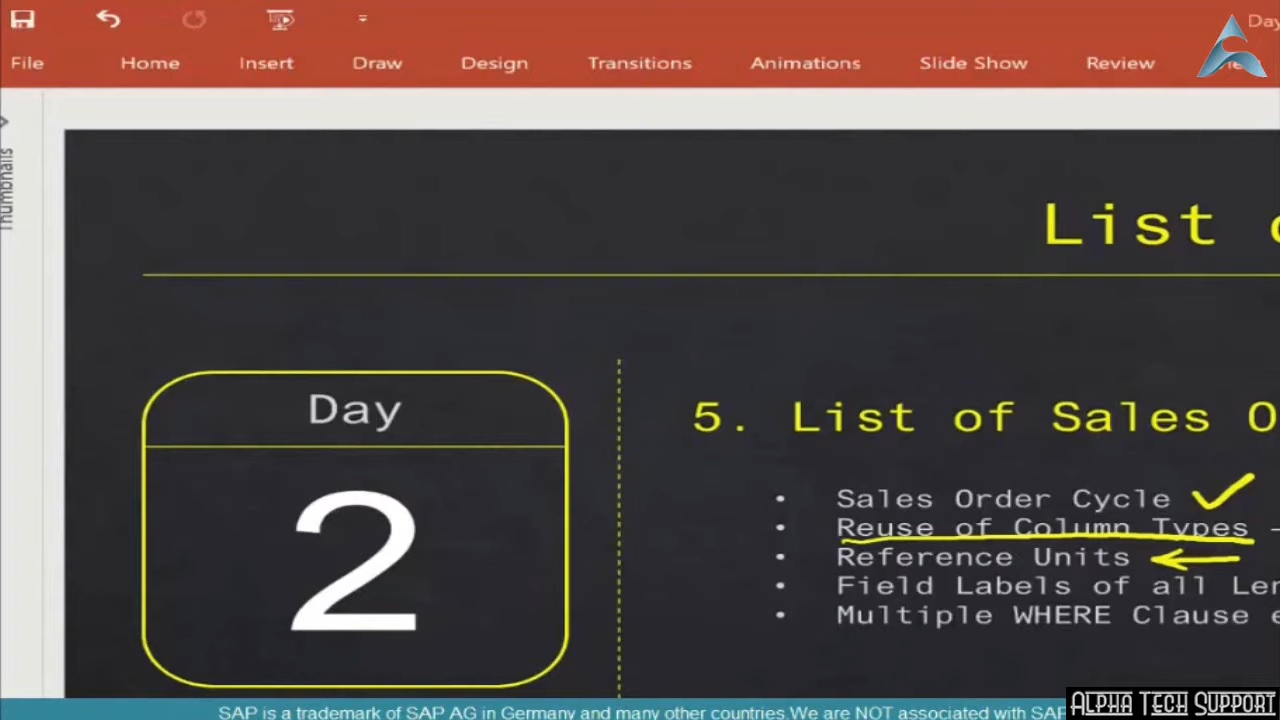 Day
File Home Insert Draw Design Transitions Animations Slide Show Review
Thumbnails
List
Day
2
5. List of Sales O
• Sales Order Cycle
• Reuse of Column Types -
• Reference Units
• Field Labels of all Len
• Multiple WHERE Clause e
SAP is a trademark of SAP AG in Germany and many other countries.We are NOT associated with SAP
ALPHA TECH SUPPORT